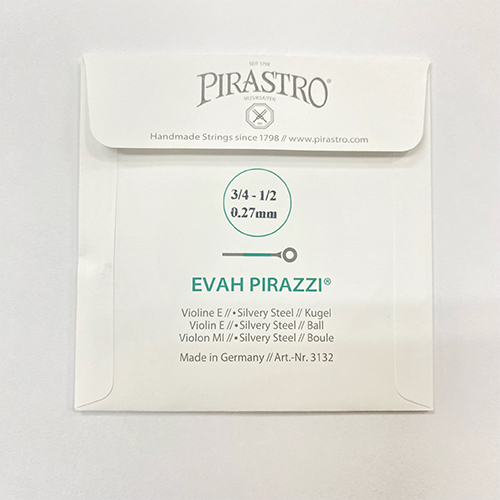 SEIT 1798
PIRASTRO®
MUSIKSAITEN
Handmade Strings since 1798 // www.pirastro.com
3/4 - 1/2
0.27mm
EVAH PIRAZZI®
Violine E // • Silvery Steel // Kugel
Violin E // • Silvery Steel // Ball
Violon MI // • Silvery Steel // Boule
Made in Germany // Art.-Nr. 3132